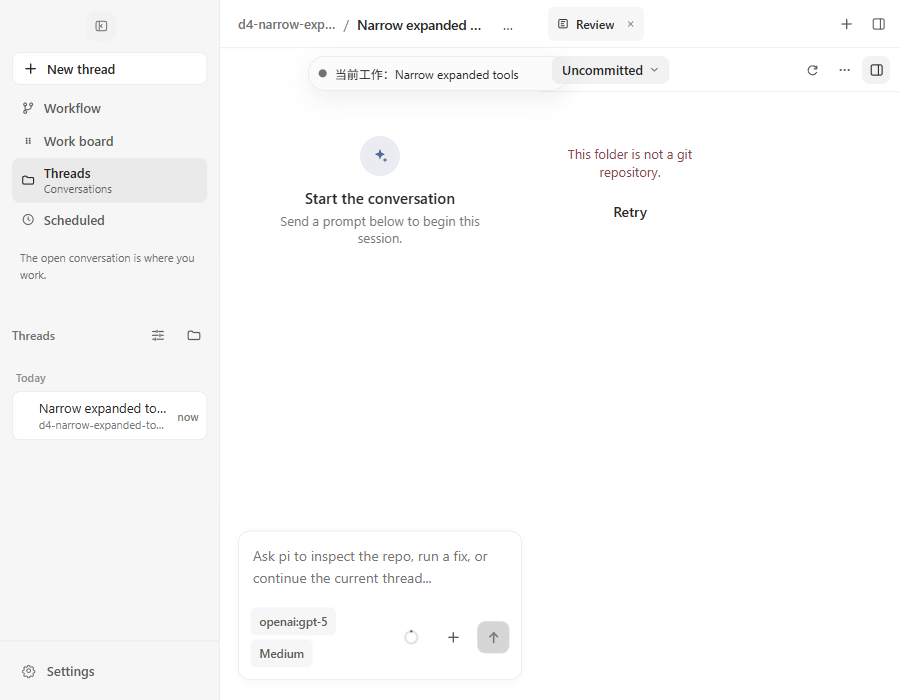 New thread
Workflow
Work board
Threads
Conversations
Scheduled
The open conversation is where you
work.
Threads
Today
Narrow expanded to...
d4-narrow-expanded-to...
now
Settings
d4-narrow-exp... / Narrow expanded ... ...
Review ×
当前工作：Narrow expanded tools
Uncommitted
Start the conversation
Send a prompt below to begin this
session.
This folder is not a git
repository.
Retry
Ask pi to inspect the repo, run a fix, or
continue the current thread...
openai:gpt-5
Medium